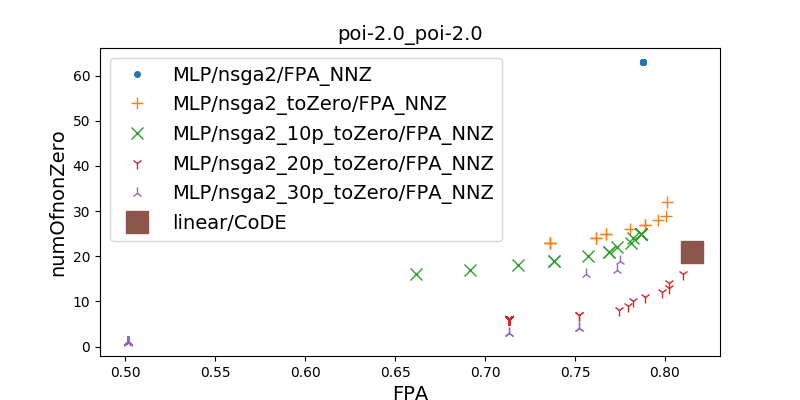 poi-2.0_poi-2.0
numOfnonZero
60
50
40
30
20
10
0
MLP/nsga2/FPA_NNZ
MLP/nsga2_toZero/FPA_NNZ
MLP/nsga2_10p_toZero/FPA_NNZ
MLP/nsga2_20p_toZero/FPA_NNZ
MLP/nsga2_30p_toZero/FPA_NNZ
linear/CoDE
0.50 0.55 0.60 0.65 0.70 0.75 0.80
FPA